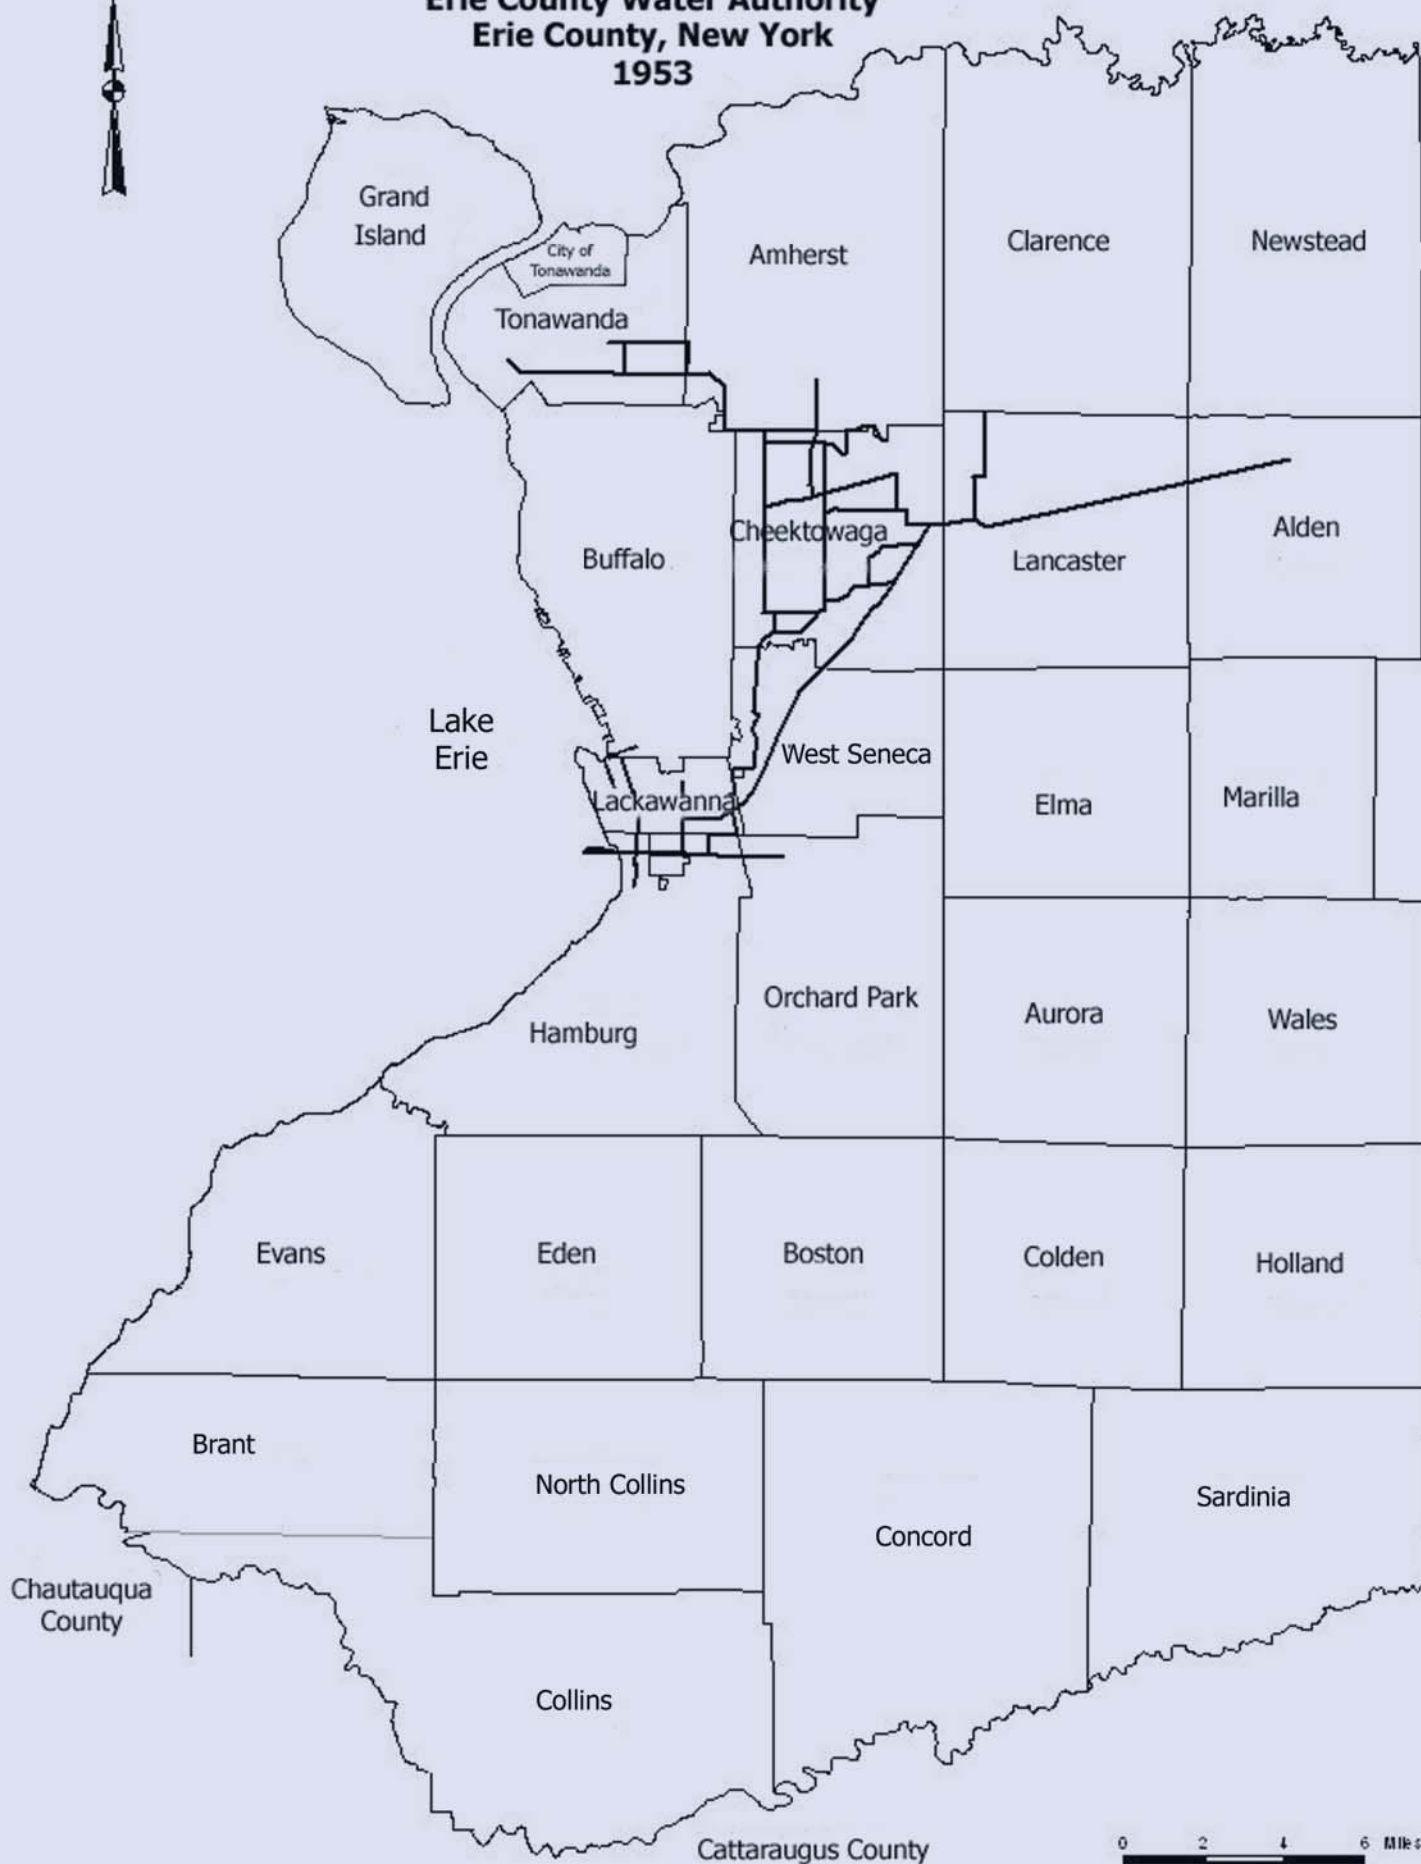 Erie County Water Authority
Erie County, New York
1953
Grand
Island
City of
Tonawanda
Amherst
Clarence
Newstead
Tonawanda
Cheektowaga
Buffalo
Lancaster
Alden
Lake
Erie
West Seneca
Lackawanna
Elma
Marilla
Hamburg
Orchard Park
Aurora
Wales
Evans
Eden
Boston
Colden
Holland
Brant
North Collins
Concord
Sardinia
Chautauqua
County
Collins
Cattaraugus County
0 2 4 6 Miles